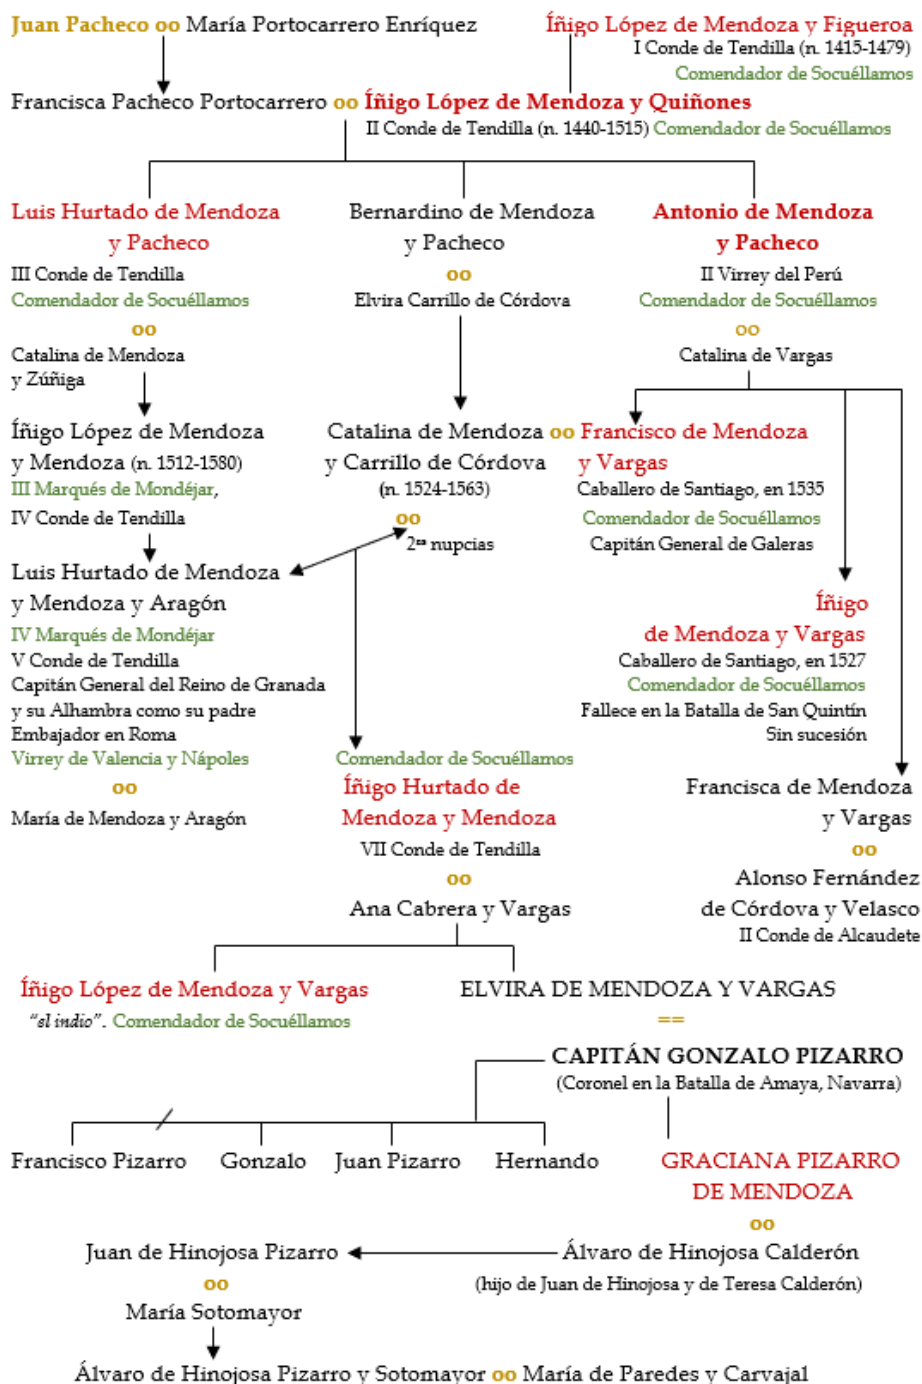 Juan Pacheco oo María Portocarrero Enríquez
Íñigo López de Mendoza y Figueroa
I Conde de Tendilla (n. 1415-1479)
Comendador de Socuéllamos
Francisca Pacheco Portocarrero oo Íñigo López de Mendoza y Quiñones
II Conde de Tendilla (n. 1440-1515) Comendador de Socuéllamos
Luis Hurtado de Mendoza
y Pacheco
III Conde de Tendilla
Comendador de Socuéllamos
oo
Catalina de Mendoza
y Zúñiga
Bernardino de Mendoza
y Pacheco
oo
Elvira Carrillo de Córdova
Antonio de Mendoza
y Pacheco
II Virrey del Perú
Comendador de Socuéllamos
oo
Catalina de Vargas
Íñigo López de Mendoza
y Mendoza (n. 1512-1580)
III Marqués de Mondéjar,
IV Conde de Tendilla
Catalina de Mendoza oo Francisco de Mendoza
y Carrillo de Córdova
(n. 1524-1563)
oo
2ªˢ nupcias
y Vargas
Caballero de Santiago, en 1535
Comendador de Socuéllamos
Capitán General de Galeras
Luis Hurtado de Mendoza
y Mendoza y Aragón
IV Marqués de Mondéjar
V Conde de Tendilla
Capitán General del Reino de Granada
y su Alhambra como su padre
Embajador en Roma
Virrey de Valencia y Nápoles
oo
María de Mendoza y Aragón
Íñigo
de Mendoza y Vargas
Caballero de Santiago, en 1527
Comendador de Socuéllamos
Fallece en la Batalla de San Quintín
Sin sucesión
Comendador de Socuéllamos
Íñigo Hurtado de
Mendoza y Mendoza
VII Conde de Tendilla
oo
Ana Cabrera y Vargas
Francisca de Mendoza
y Vargas
oo
Alonso Fernández
de Córdova y Velasco
II Conde de Alcaudete
Íñigo López de Mendoza y Vargas
"el indio". Comendador de Socuéllamos
ELVIRA DE MENDOZA Y VARGAS
==
CAPITÁN GONZALO PIZARRO
(Coronel en la Batalla de Amaya, Navarra)
Francisco Pizarro
Gonzalo
Juan Pizarro
Hernando
GRACIANA PIZARRO
DE MENDOZA
oo
Juan de Hinojosa Pizarro
Álvaro de Hinojosa Calderón
oo
(hijo de Juan de Hinojosa y de Teresa Calderón)
María Sotomayor
Álvaro de Hinojosa Pizarro y Sotomayor oo María de Paredes y Carvajal